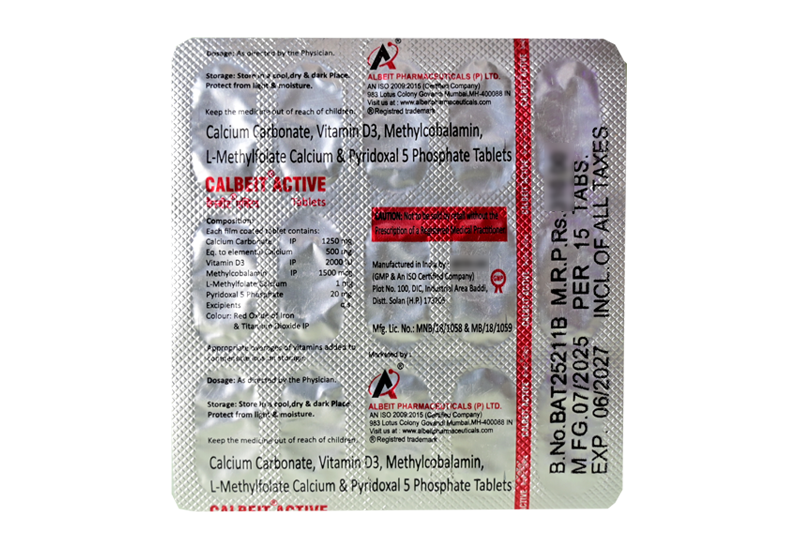 Dosage: As directed by the Physician.
Storage: Store in a cool,dry & dark Place.
Protect from light & moisture.
Keep the medicine out of reach of children.
ALBEIT PHARMACEUTICALS (P) LTD.
AN ISO 2009:2015 (Certified Company)
983 Lotus Colony Govandi Mumbai,MH-400088 IN
Visit us at : www.albeitpharmaceuticals.com
®Registred trademark
Calcium Carbonate, Vitamin D3, Methylcobalamin,
L-Methylfolate Calcium & Pyridoxal 5 Phosphate Tablets
CALBEIT® ACTIVE
Tablets
Composition:
Each film coated tablet contains:
Calcium Carbonate IP 1250 mg
Eq. to elemental Calcium 500 mg
Vitamin D3 IP 2000 IU
Methylcobalamin IP 1500 mcg
L-Methylfolate Calcium 1 mg
Pyridoxal 5 Phosphate 20 mg
Excipients q.s
Colour: Red Oxide of Iron
& Titanium Dioxide IP
Appropriate overages of vitamins added to
CAUTION: Not to be sold by retail without the
Prescription of a Registered Medical Practitioner.
Manufactured in India by :
(GMP & An ISO Certified Company)
Plot No. 100, DIC, Industrial Area Baddi,
Distt. Solan (H.P.) 173205
GMP
Mfg. Lic. No.: MNB/18/1058 & MB/18/1059
Marketed by :
Dosage: As directed by the Physician.
Storage: Store in a cool,dry & dark Place
Protect from light & moisture.
Keep the medicine out of reach of children.
ALBEIT PHARMACEUTICALS (P) LTD.
AN ISO 2009:2015 (Certified Company)
983 Lotus Colony Govandi Mumbai,MH-400088 IN
Visit us at : www.albeitpharmaceuticals.com
®Registred trademark
Calcium Carbonate, Vitamin D3, Methylcobalamin,
L-Methylfolate Calcium & Pyridoxal 5 Phosphate Tablets
CALBEIT® ACTIVE
CALBEIT ACTIVE
B.No.BAT25211B M.R.P.Rs.
MFG.07/2025 PER 15 TABS.
EXP. 06/2027 INCL.OF ALL TAXES